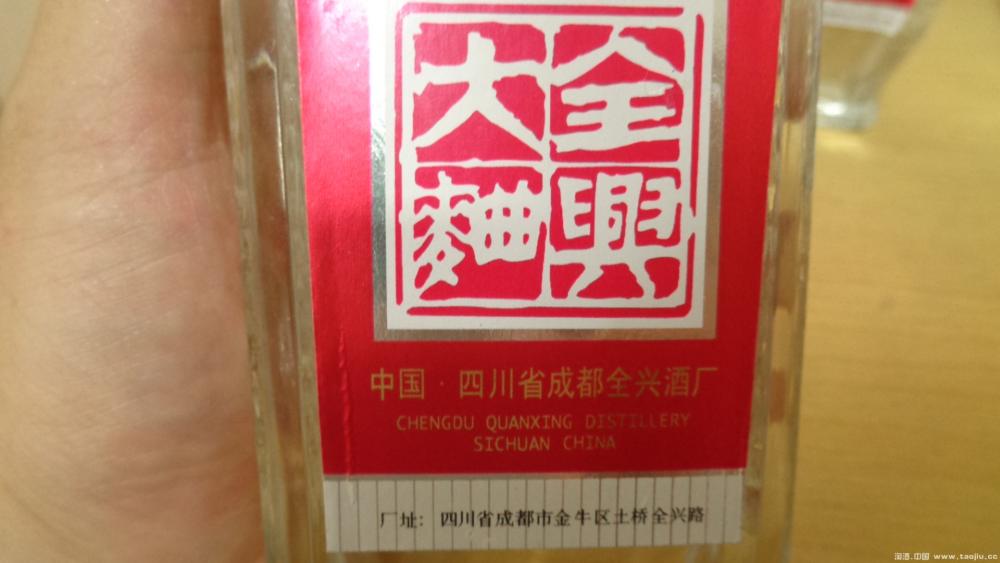 全興
大麯
中国·四川省成都全兴酒厂
CHENGDU QUANXING DISTILLERY
SICHUAN CHINA
厂址：四川省成都市金牛区土桥全兴路
淘酒.中国 www.taojiu.cc